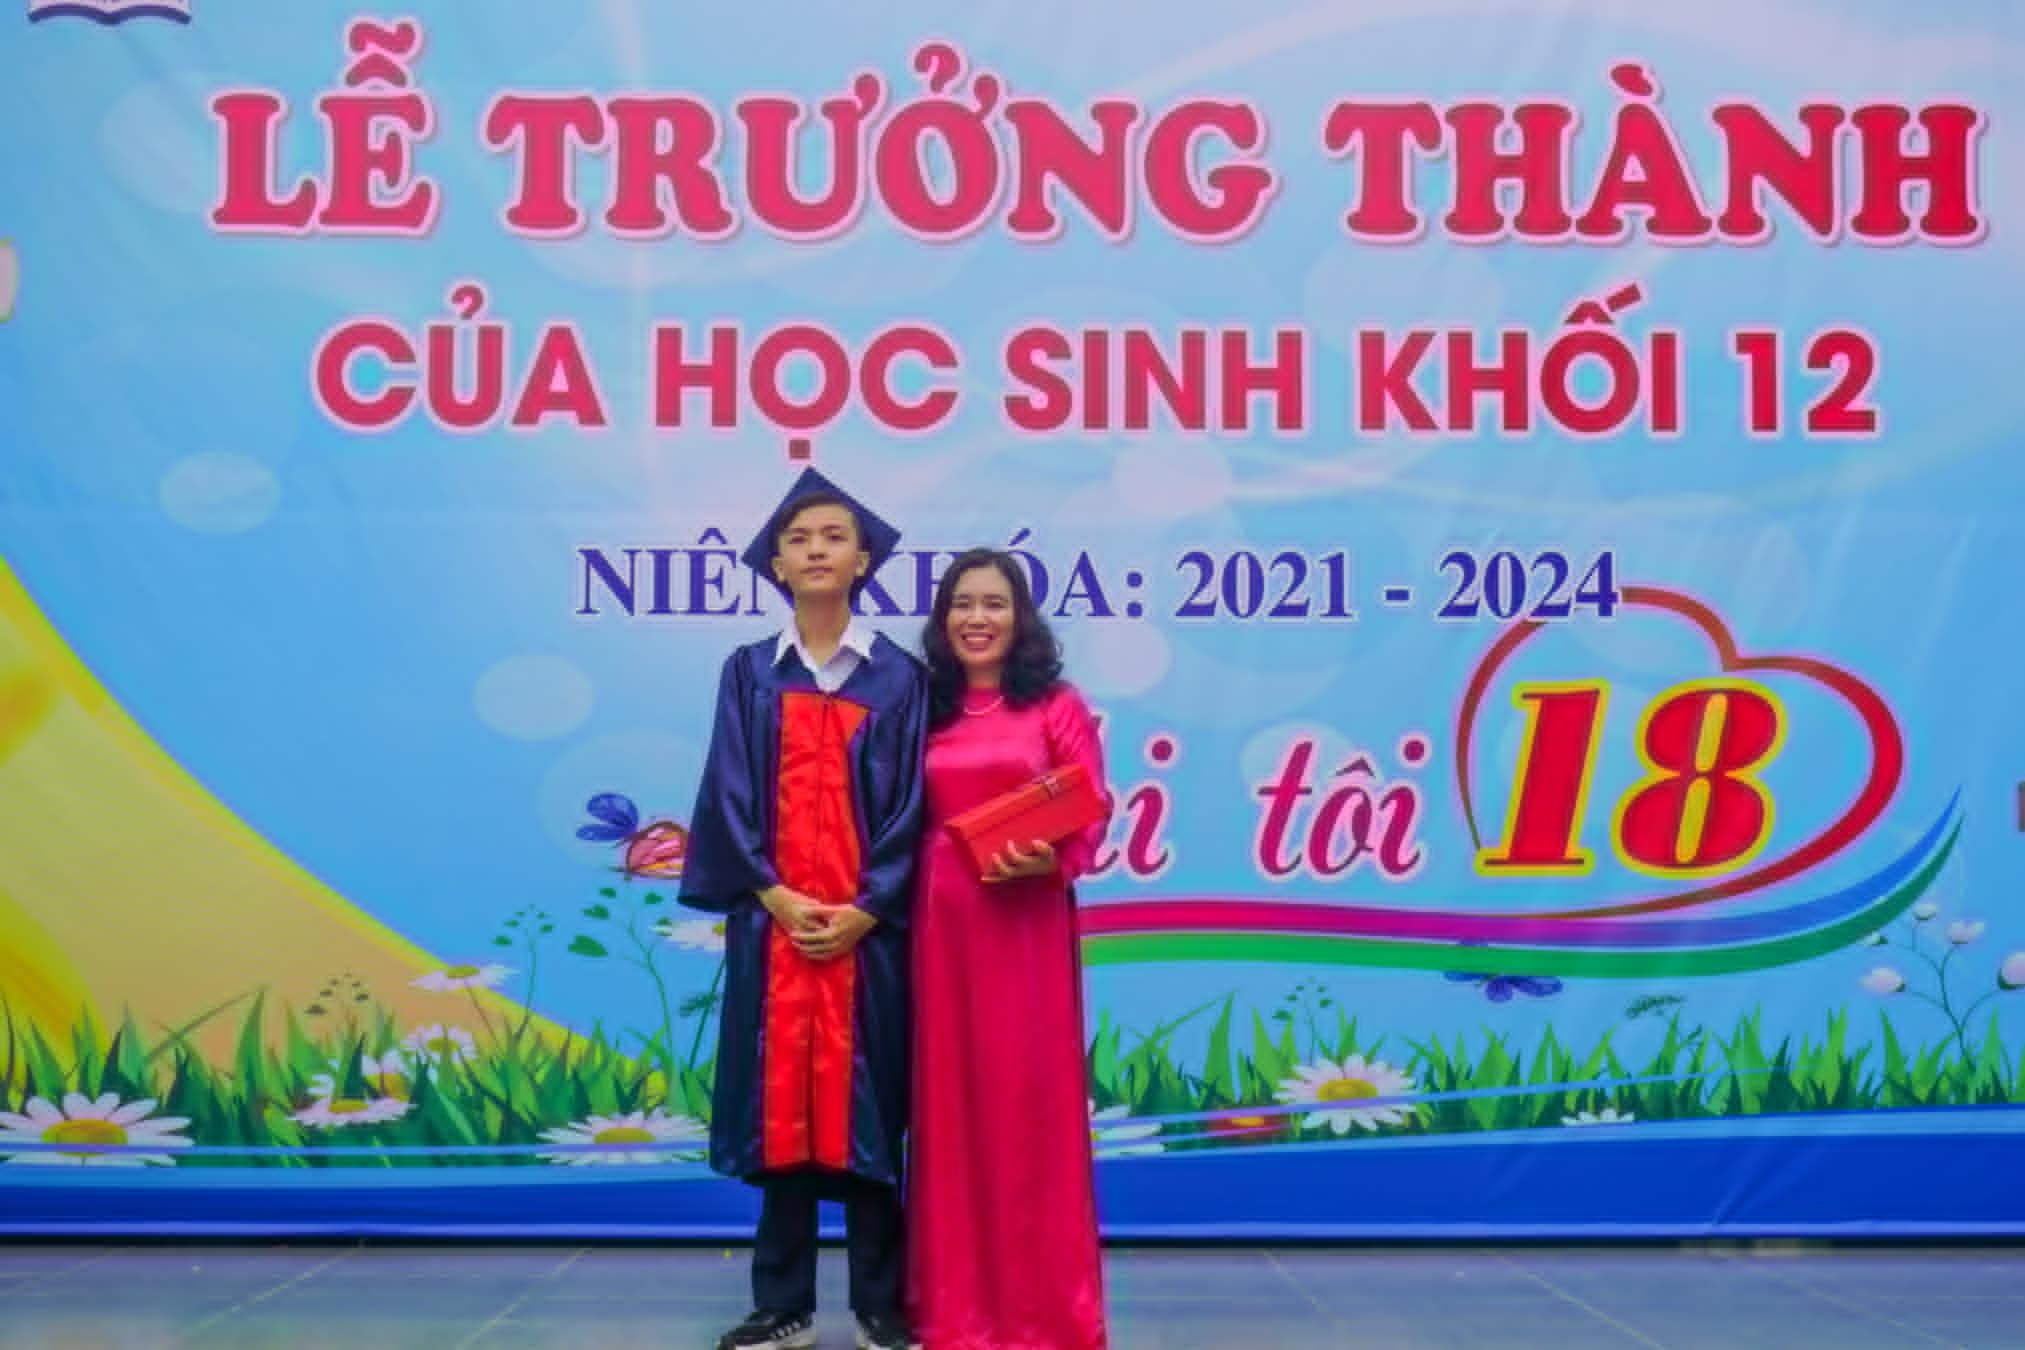 LỄ TRƯỞNG THÀNH
CỦA HỌC SINH KHỐI 12
NIÊN KHÓA: 2021 - 2024
tôi 18